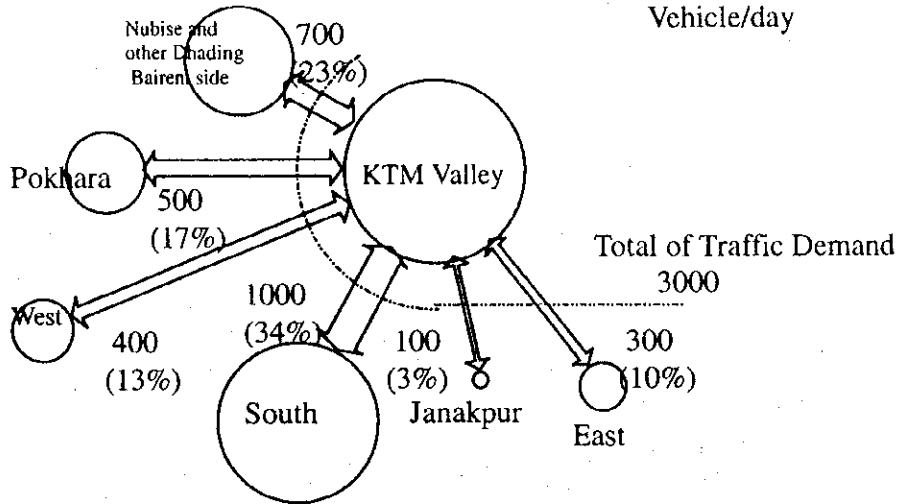 Vehicle/day
Nubise and
other Dhading
Baireni side
700
(23%)
KTM Valley
Pokhara
500
(17%)
Total of Traffic Demand
3000
West
400
(13%)
1000
(34%)
100
(3%)
300
(10%)
South
Janakpur
East